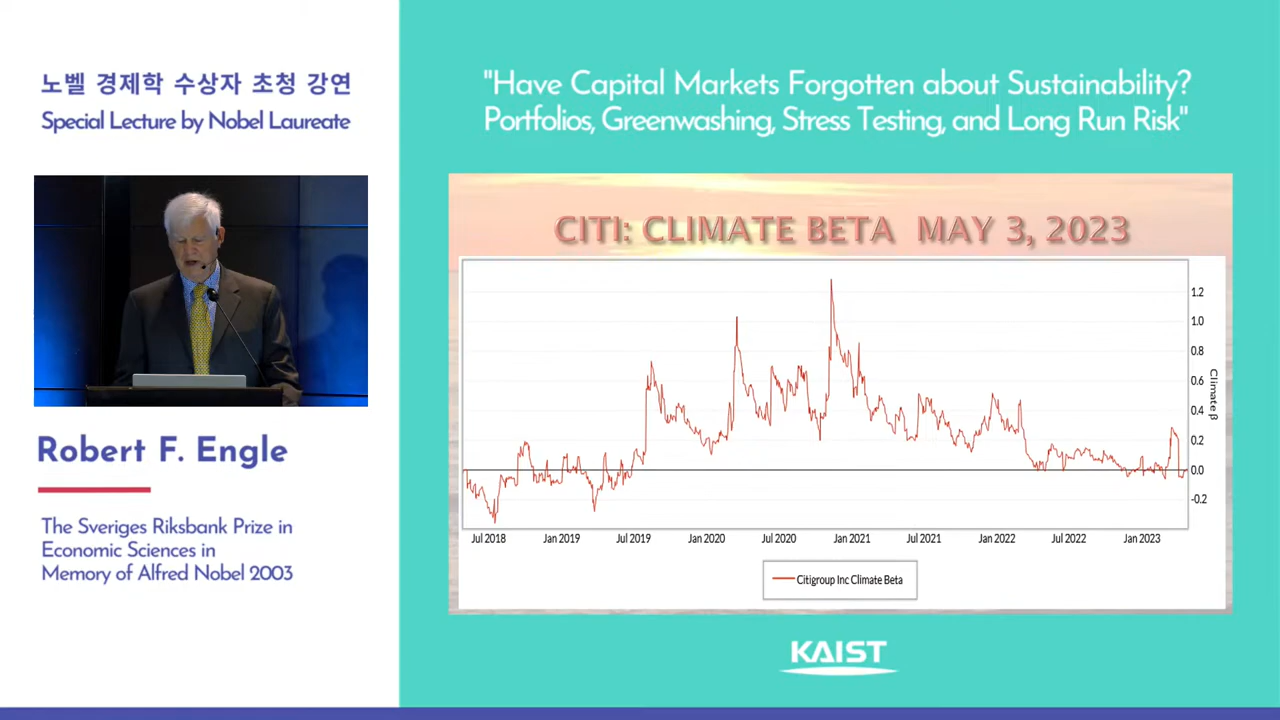 노벨 경제학 수상자 초청 강연
Special Lecture by Nobel Laureate
Robert F. Engle
The Sveriges Riksbank Prize in
Economic Sciences in
Memory of Alfred Nobel 2003
"Have Capital Markets Forgotten about Sustainability?
Portfolios, Greenwashing, Stress Testing, and Long Run Risk"
CITI: CLIMATE BETA MAY 3, 2023
1.2
1.0
0.8
0.6
0.4
0.2
0.0
-0.2
Climate β
Jul 2018 Jan 2019 Jul 2019 Jan 2020 Jul 2020 Jan 2021 Jul 2021 Jan 2022 Jul 2022 Jan 2023
Citigroup Inc Climate Beta
KAIST